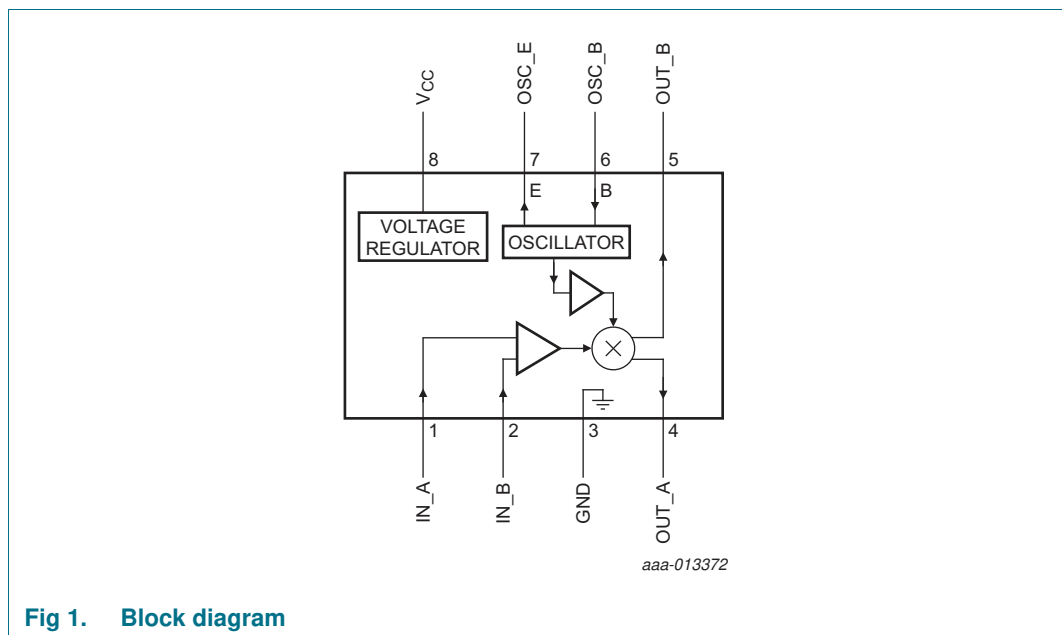 VCC
OSC_E
OSC_B
OUT_B
8
7
6
5
E
B
VOLTAGE
REGULATOR
OSCILLATOR
1
2
3
4
IN_A
IN_B
GND
OUT_A
aaa-013372
Fig 1. Block diagram